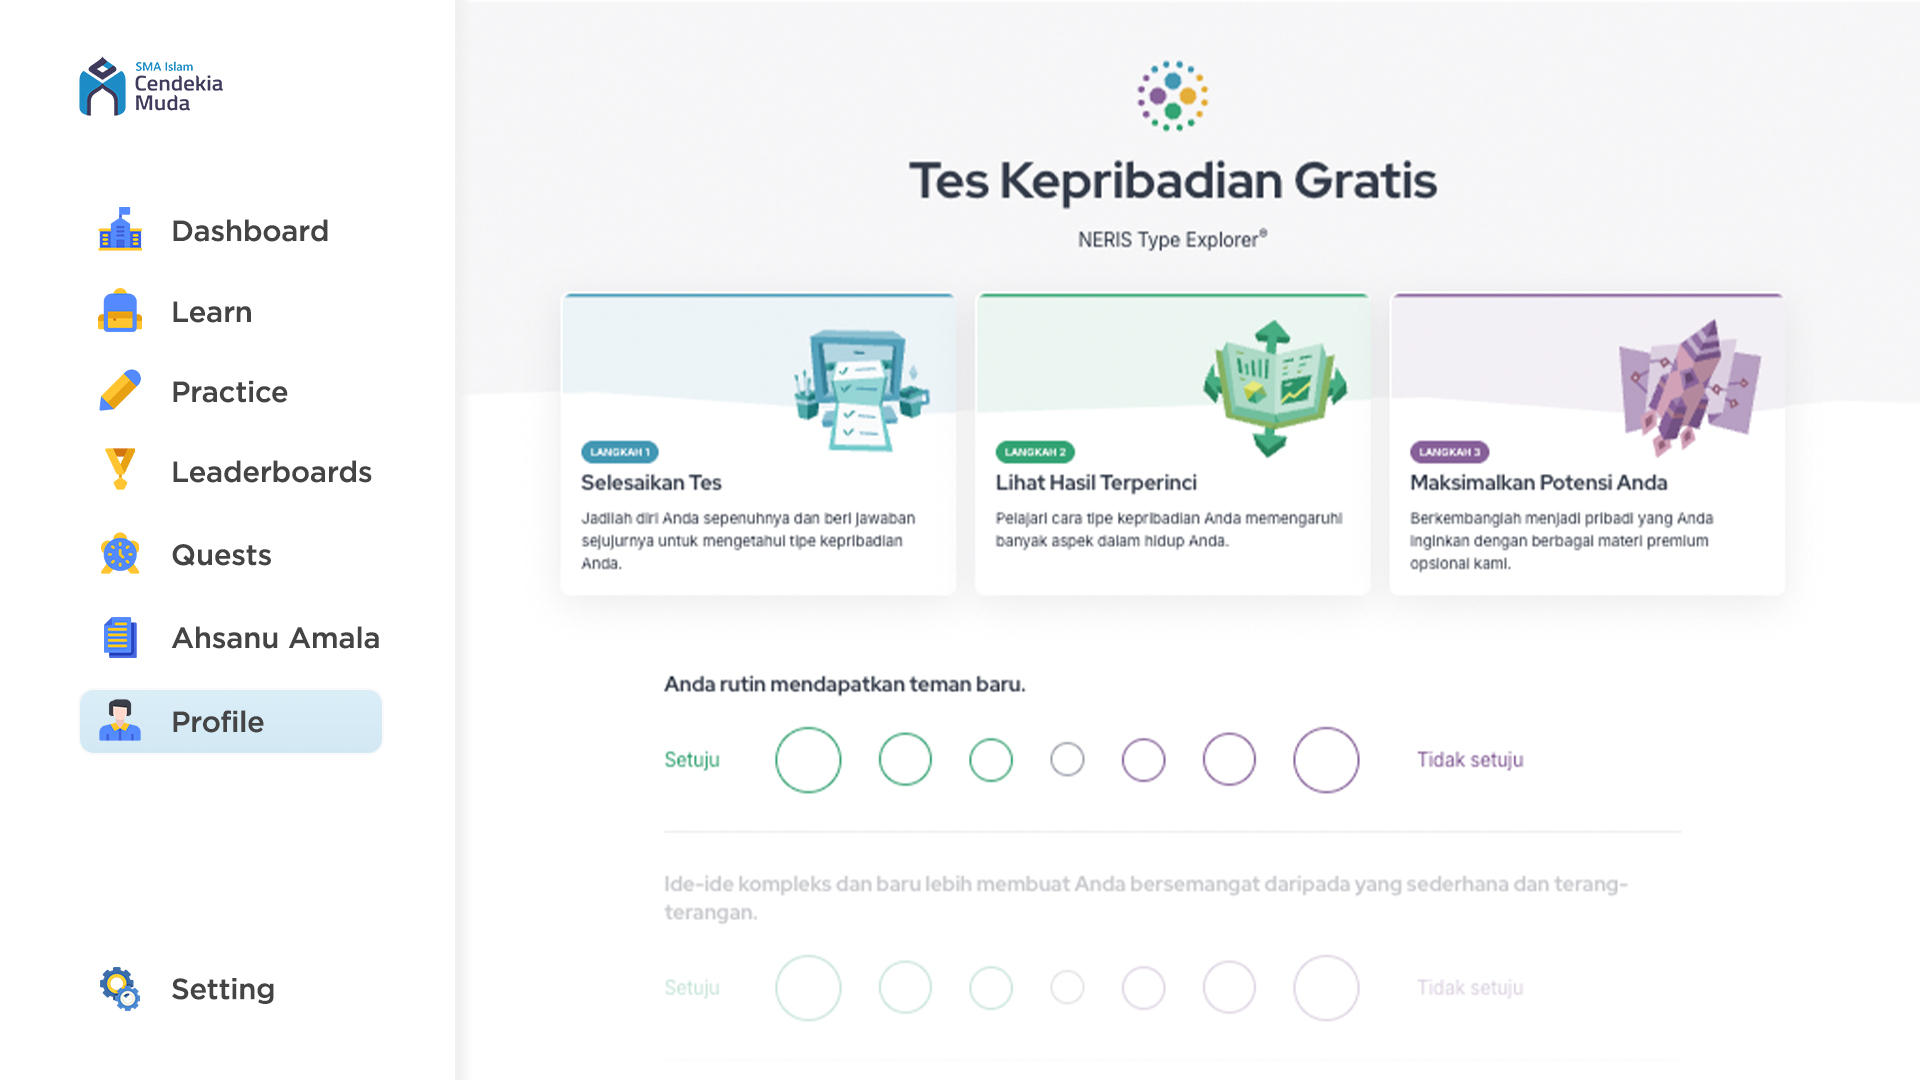 SMA Islam
Cendekia
Muda
Dashboard
Learn
Practice
Leaderboards
Quests
Ahsanu Amala
Profile
Setting
Tes Kepribadian Gratis
NERIS Type Explorer®
LANGKAH 1
Selesaikan Tes
Jadilah diri Anda sepenuhnya dan beri jawaban
sejujurnya untuk mengetahui tipe kepribadian
Anda.
LANGKAH 2
Lihat Hasil Terperinci
Pelajari cara tipe kepribadian Anda memengaruhi
banyak aspek dalam hidup Anda.
LANGKAH 3
Maksimalkan Potensi Anda
Berkembanglah menjadi pribadi yang Anda
inginkan dengan berbagai materi premium
opsional kami.
Anda rutin mendapatkan teman baru.
Setuju
Tidak setuju
Ide-ide kompleks dan baru lebih membuat Anda bersemangat daripada yang sederhana dan terang-
terangan.
Setuju
Tidak setuju